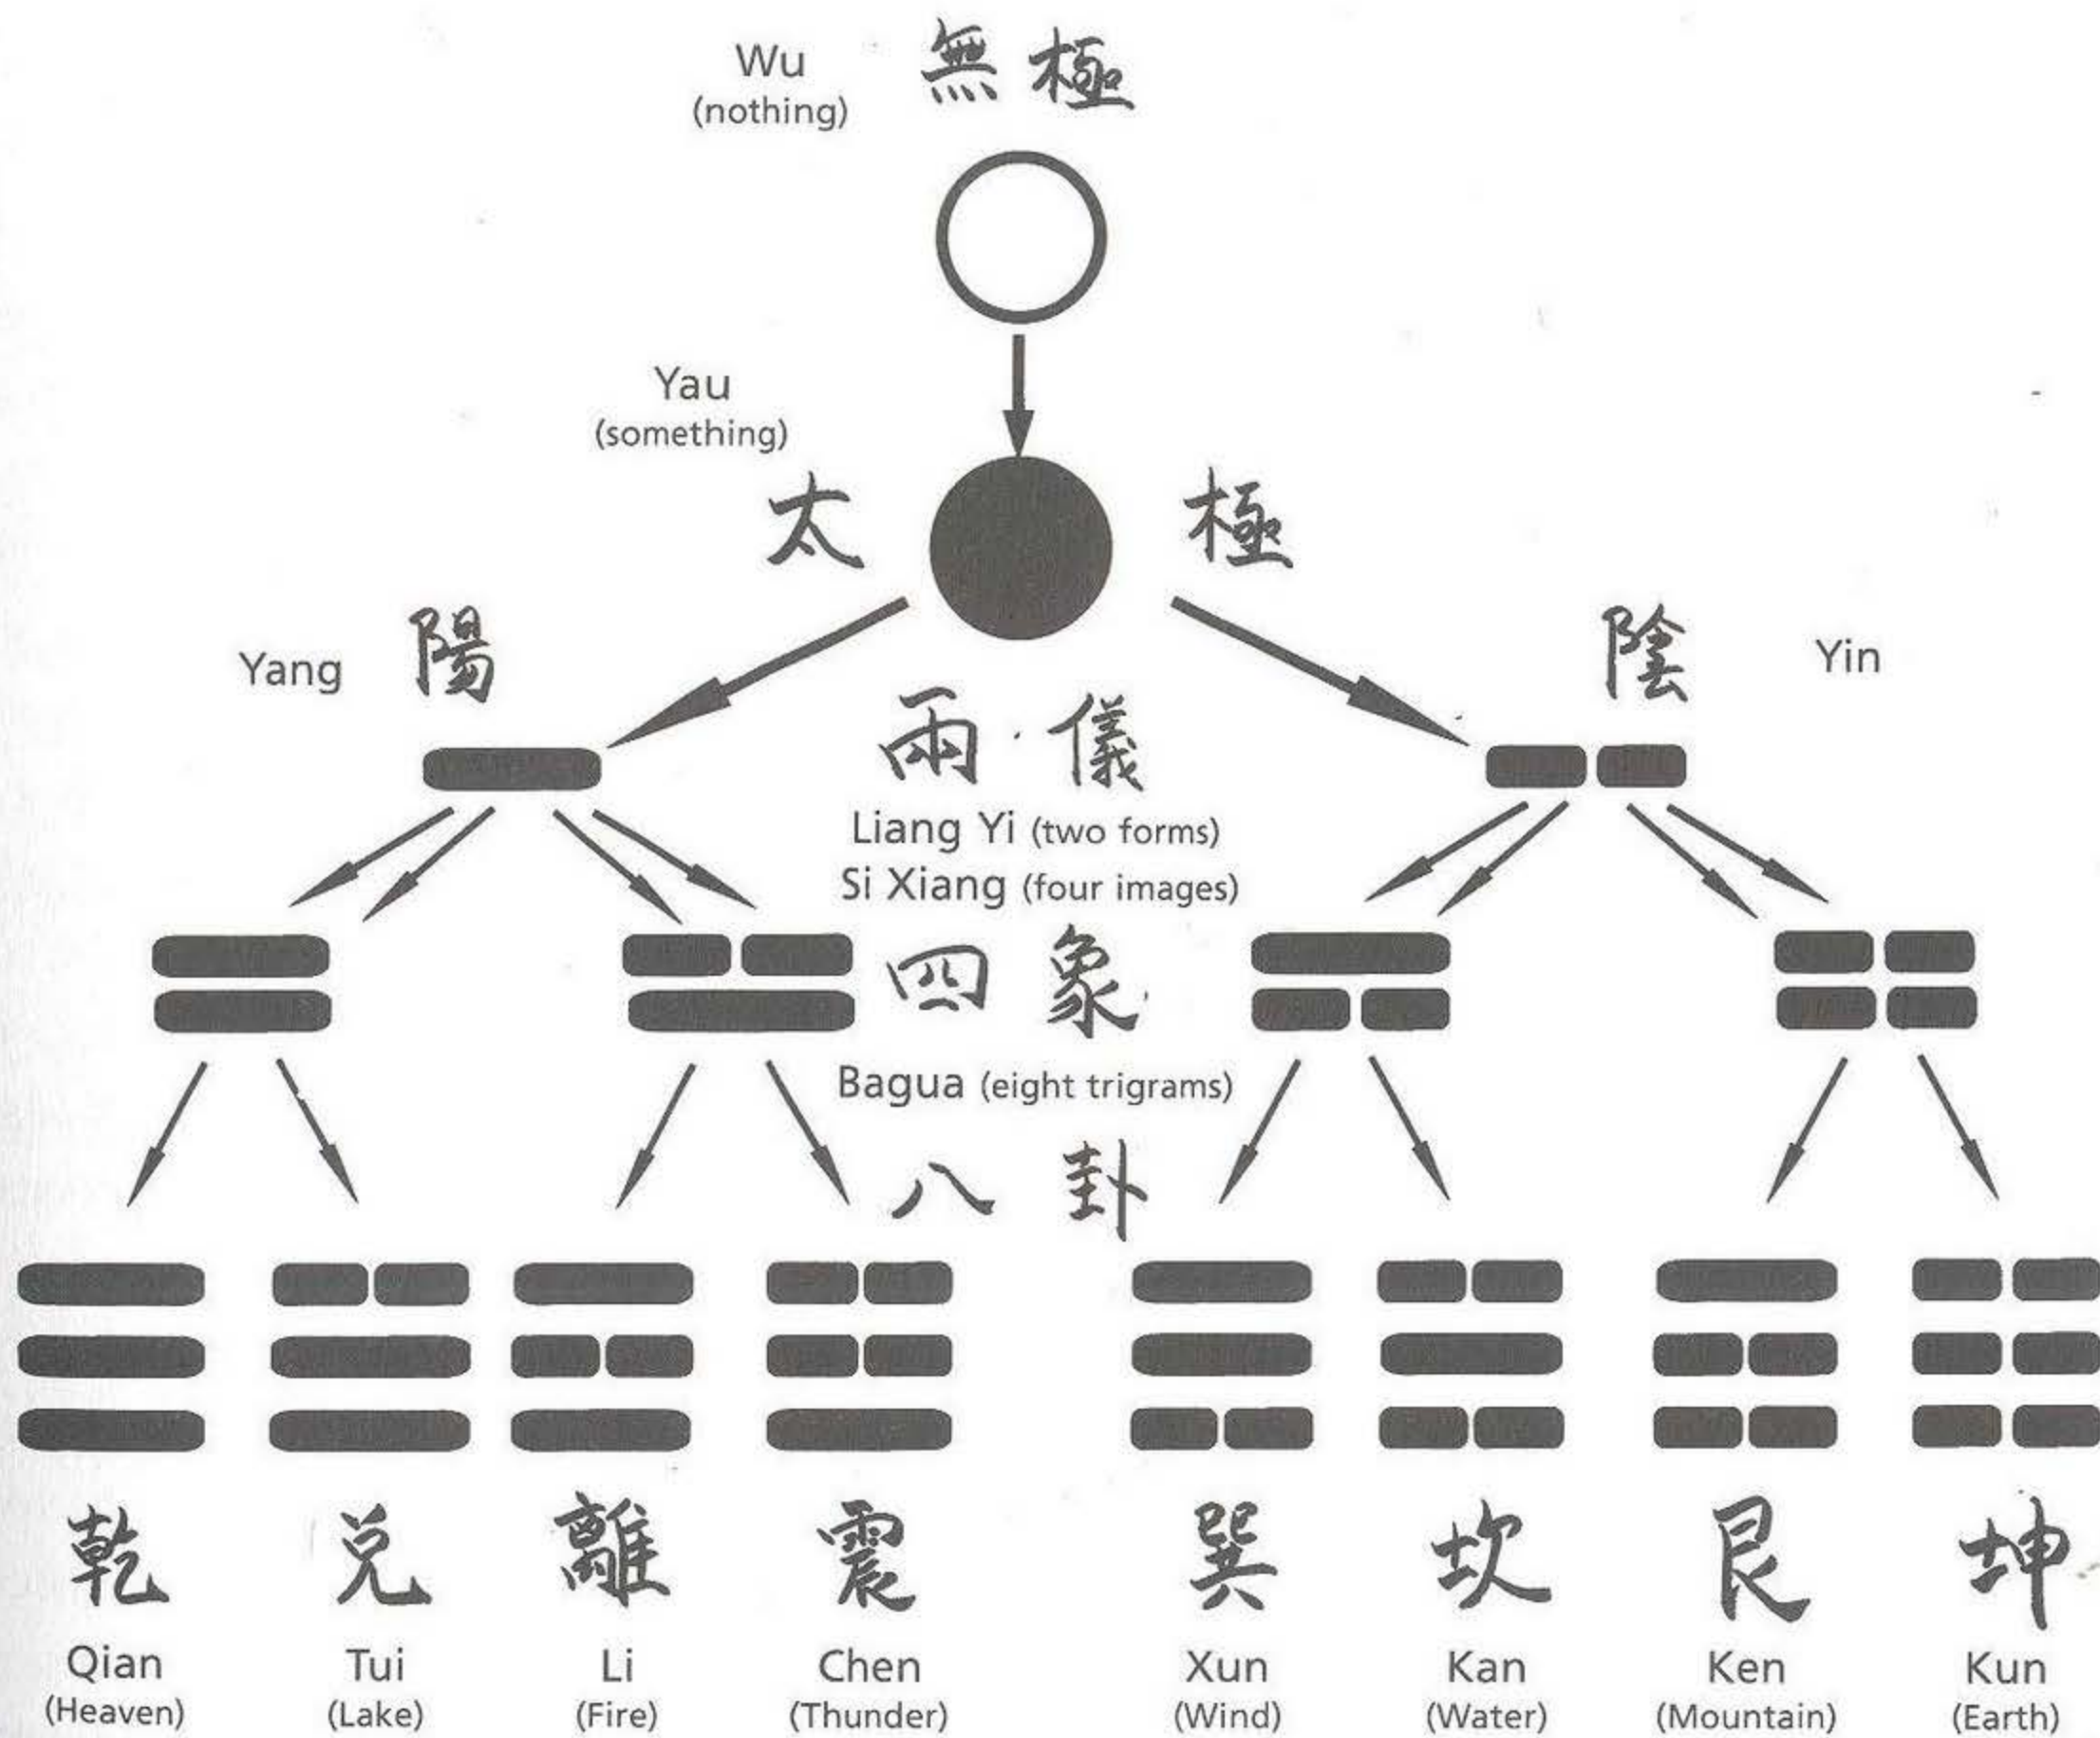 Wu 無極
(nothing)
Yau
(something)
太 極
Yang 陽
陰 Yin
兩儀
Liang Yi (two forms)
Si Xiang (four images)
四象
Bagua (eight trigrams)
八卦
乾 兌 離 震 巽 坎 艮 坤
Qian Tui Li Chen Xun Kan Ken Kun
(Heaven) (Lake) (Fire) (Thunder) (Wind) (Water) (Mountain) (Earth)